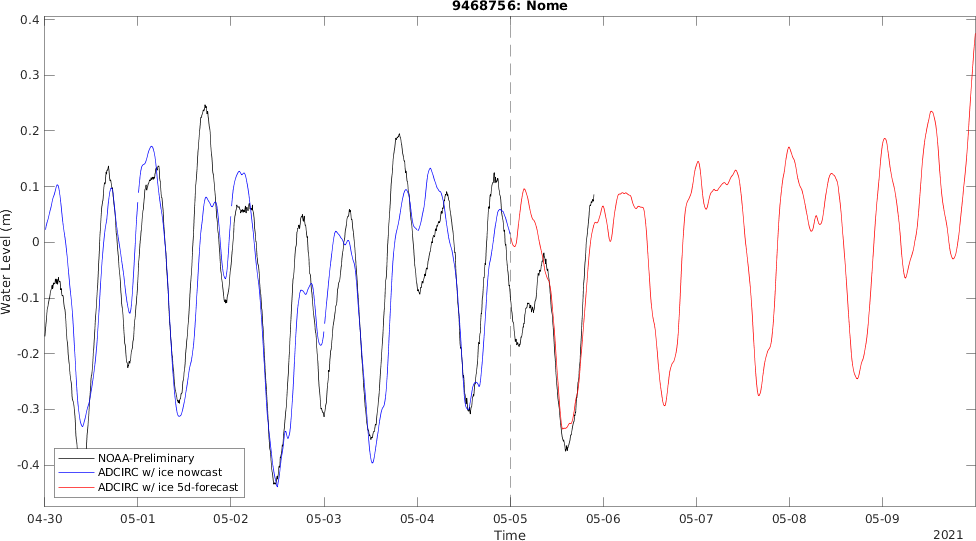 9468756: Nome
0.4
0.3
0.2
0.1
0
-0.1
-0.2
-0.3
-0.4
Water Level (m)
NOAA-Preliminary
ADCIRC w/ ice nowcast
ADCIRC w/ ice 5d-forecast
04-30 05-01 05-02 05-03 05-04 05-05 05-06 05-07 05-08 05-09
Time
2021